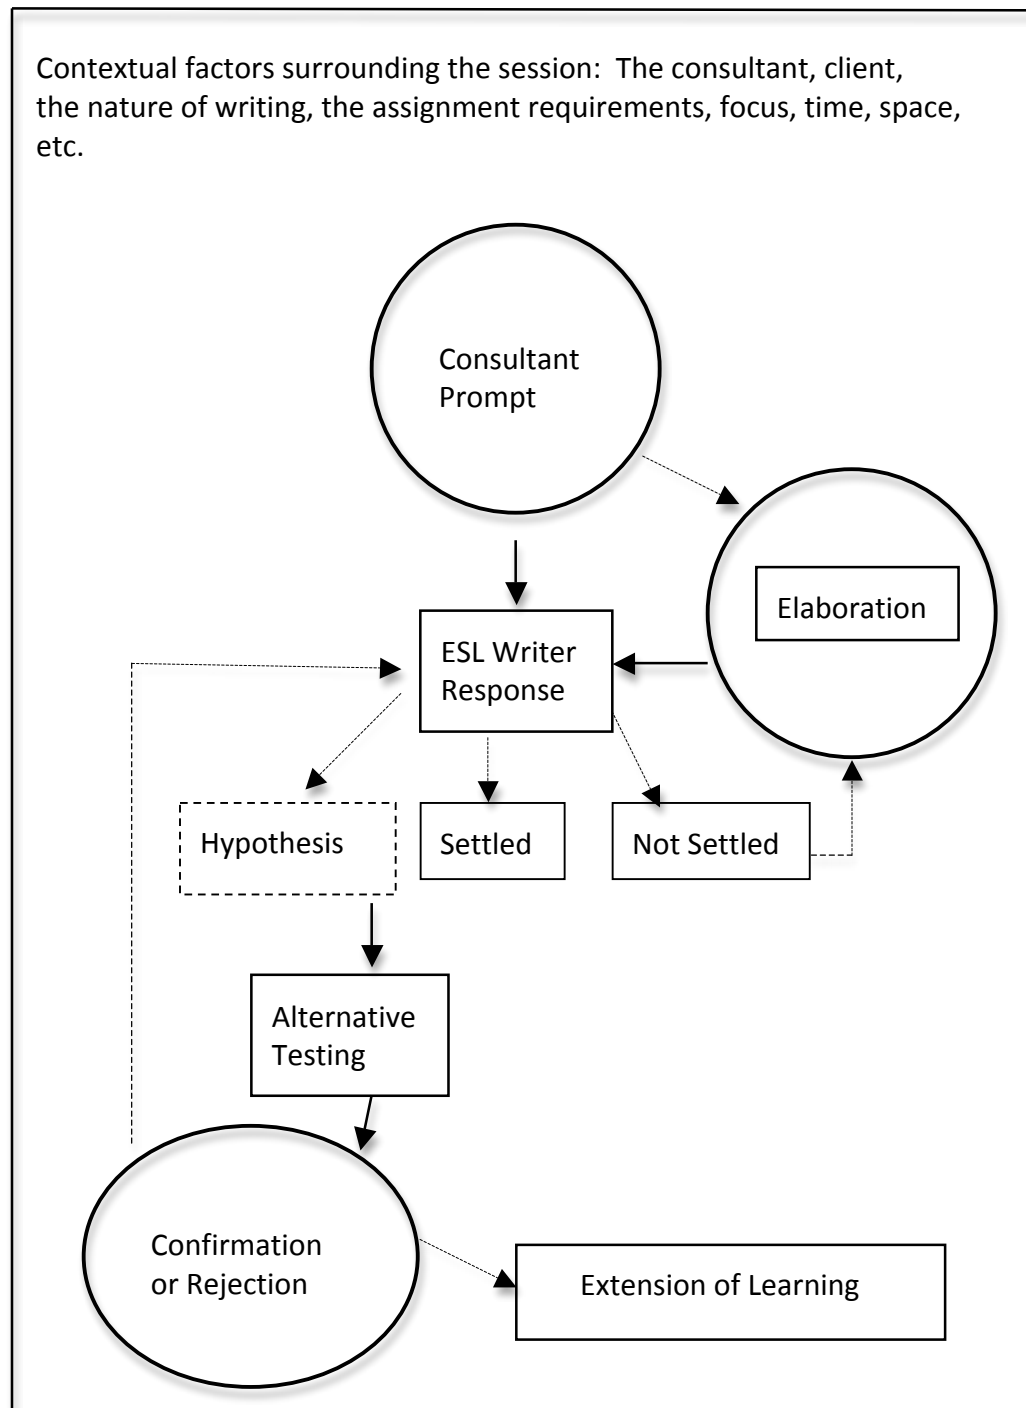 Contextual factors surrounding the session:  The consultant, client,
the nature of writing, the assignment requirements, focus, time, space,
etc.
Consultant
Prompt
Elaboration
ESL Writer
Response
Hypothesis
Settled
Not Settled
Alternative
Testing
Confirmation
or Rejection
Extension of Learning